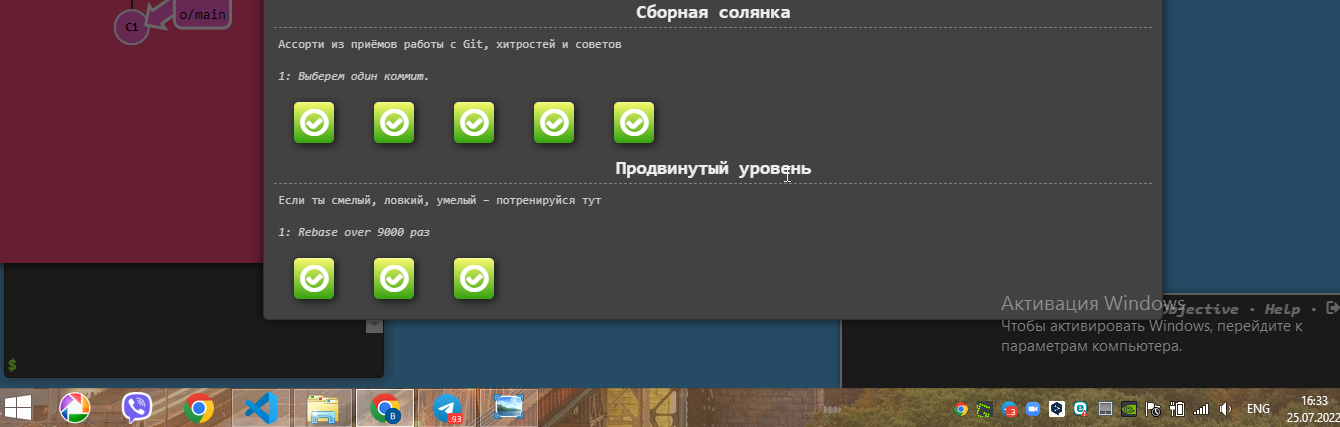 Сборная солянка
C1
o/main
Ассорти из приёмов работы с Git, хитростей и советов
1: Выберем один коммит.
Продвинутый уровень
Если ты смелый, ловкий, умелый – потренируйся тут
1: Rebase over 9000 раз
Активация Windows
Objective · Help ·
Чтобы активировать Windows, перейдите к
параметрам компьютера.
$
B
93
3
ENG
16:33
25.07.2022